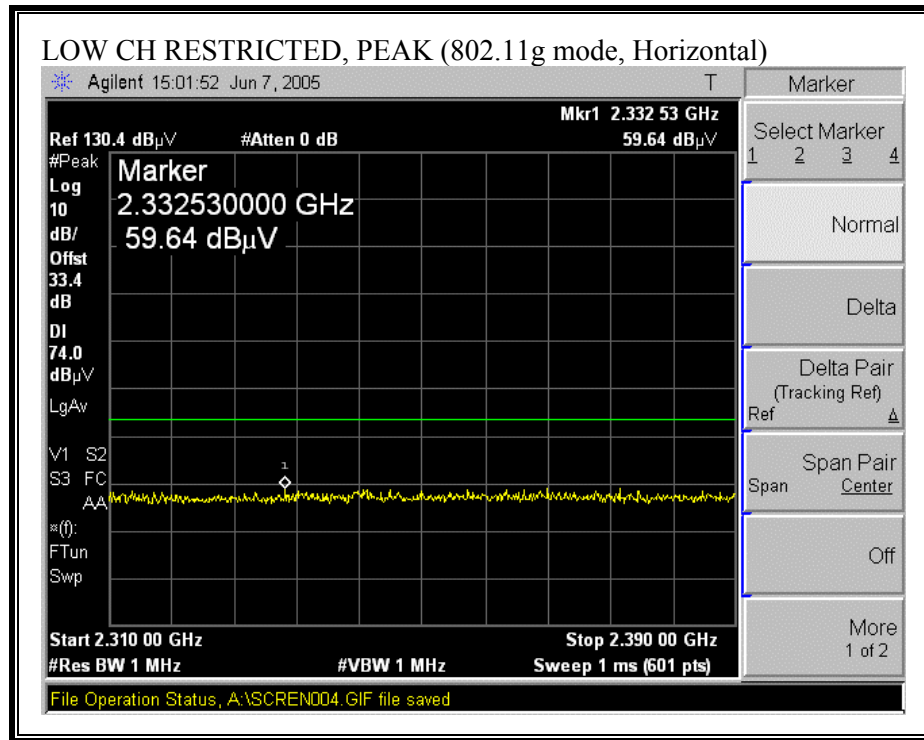 LOW CH RESTRICTED, PEAK (802.11g mode, Horizontal)
Agilent 15:01:52 Jun 7, 2005 T
Mkr1 2.332 53 GHz
Ref 130.4 dBµV #Atten 0 dB 59.64 dBµV
#Peak
Log
10
dB/
Offst
33.4
dB
DI
74.0
dBµV
LgAv
V1 S2
S3 FC
AA
¤(f):
FTun
Swp
Marker
2.332530000 GHz
59.64 dBµV
1
Start 2.310 00 GHz Stop 2.390 00 GHz
#Res BW 1 MHz #VBW 1 MHz Sweep 1 ms (601 pts)
File Operation Status, A:\SCREN004.GIF file saved
Marker
Select Marker
1 2 3 4
Normal
Delta
Delta Pair
(Tracking Ref)
Ref Δ
Span Pair
Span Center
Off
More
1 of 2